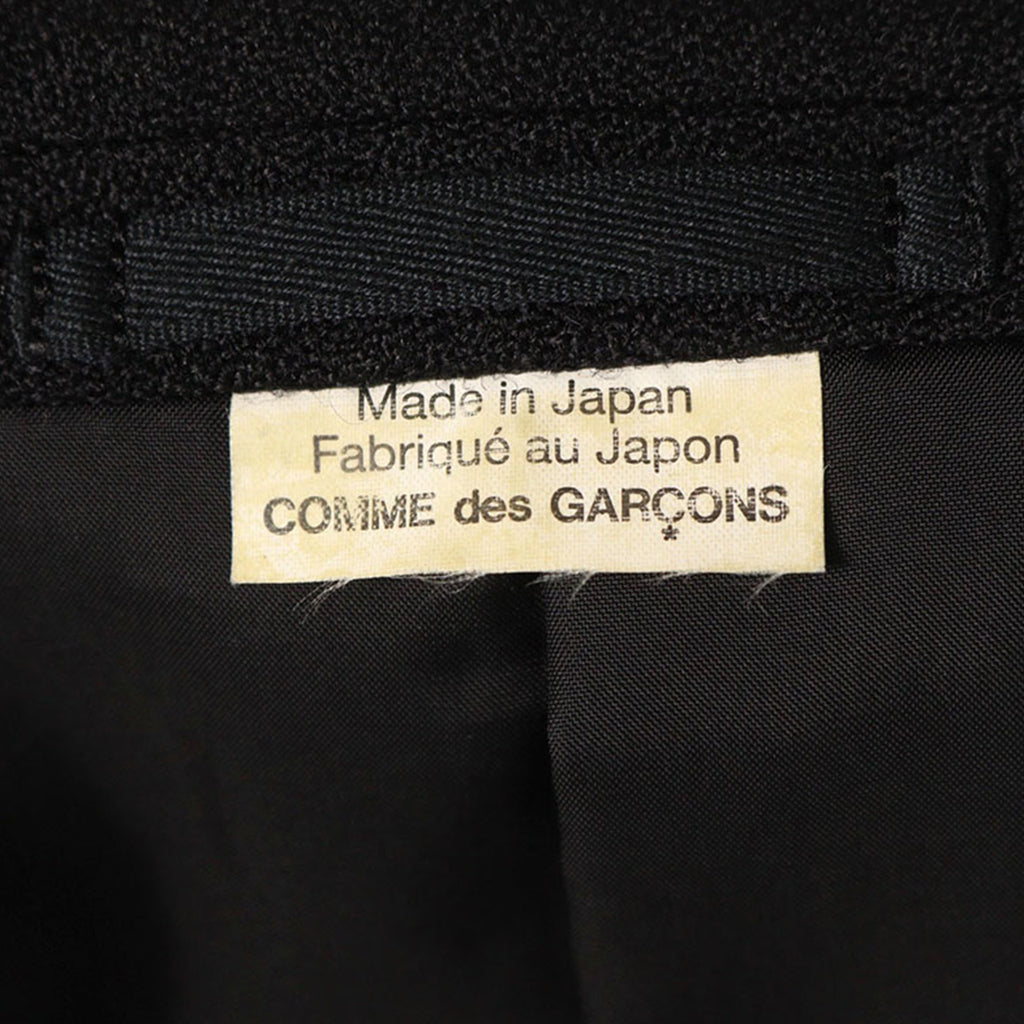 Made in Japan
Fabriqué au Japon
COMME des GARÇONS